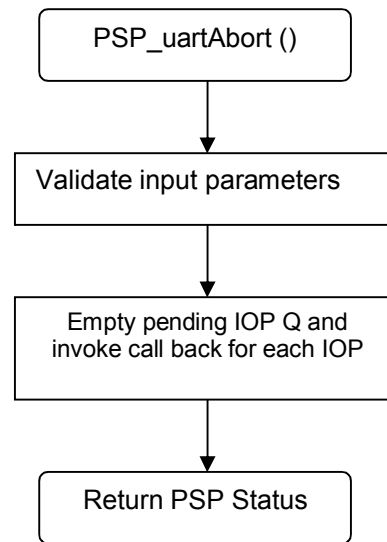 PSP_uartAbort ()
Validate input parameters
Empty pending IOP Q and
invoke call back for each IOP
Return PSP Status